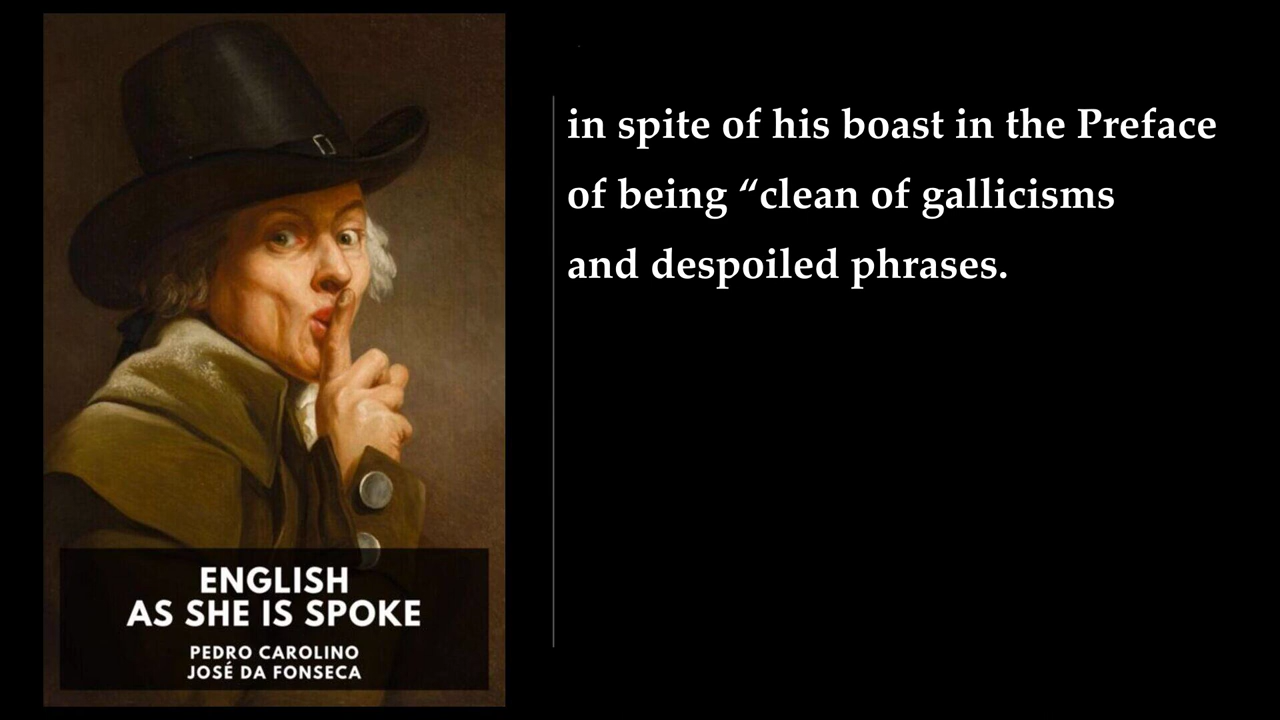 in spite of his boast in the Preface
of being “clean of gallicisms
and despoiled phrases.
ENGLISH
AS SHE IS SPOKE
PEDRO CAROLINO
JOSÉ DA FONSECA